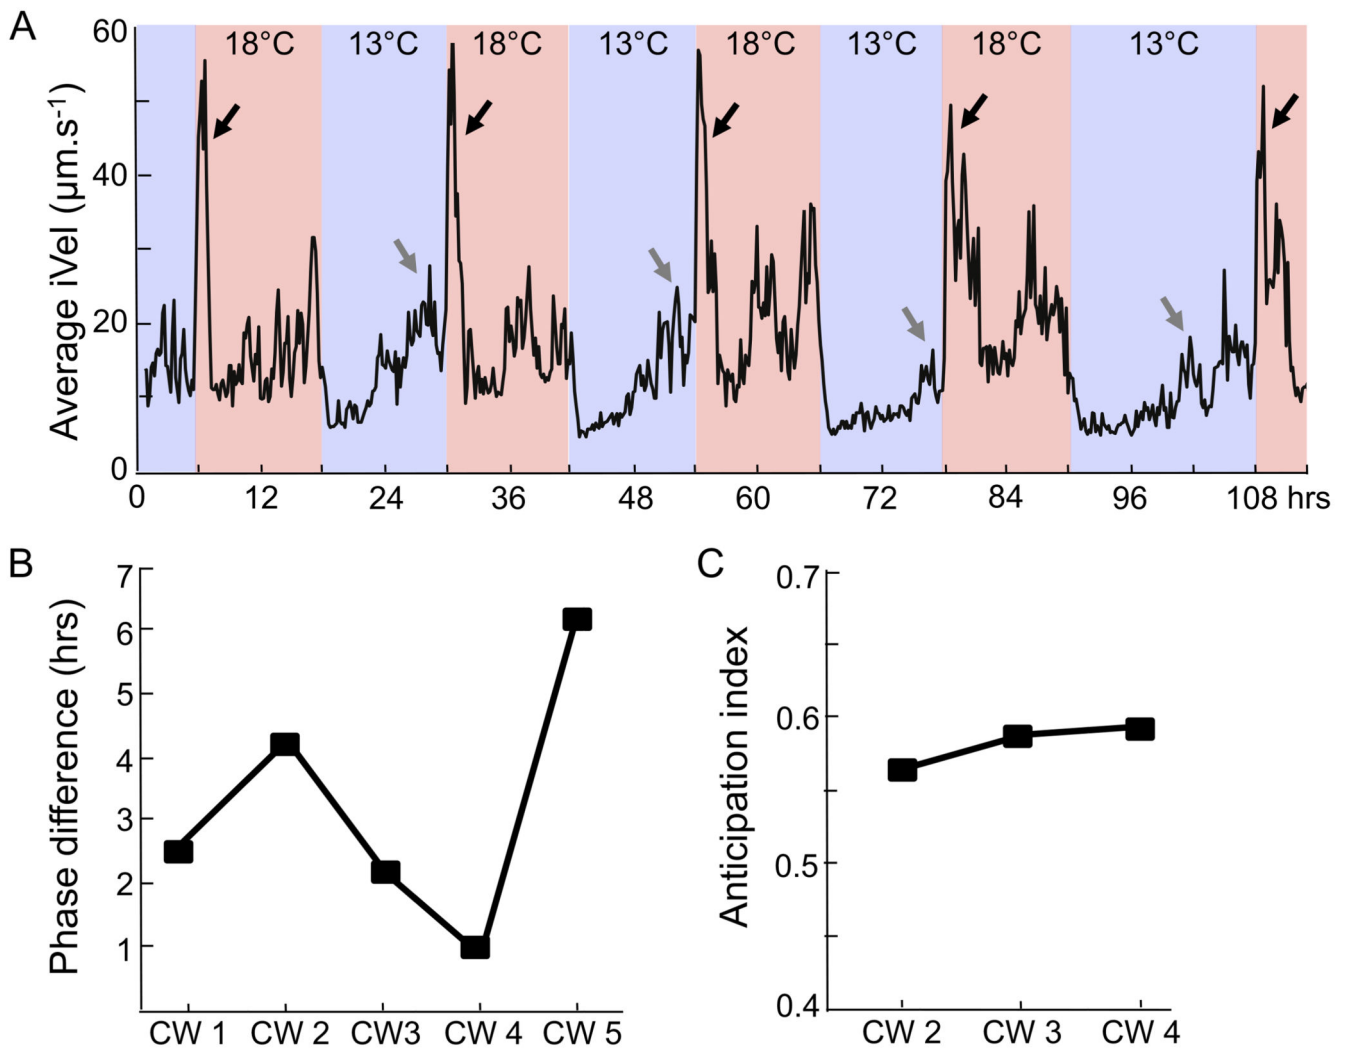 A
Average iVel (µm.s⁻¹)
60
40
20
0
18°C 13°C 18°C 13°C 18°C 13°C 18°C 13°C
0 12 24 36 48 60 72 84 96 108 hrs
B
Phase difference (hrs)
7
6
5
4
3
2
1
CW 1 CW 2 CW3 CW 4 CW 5
C
Anticipation index
0.7
0.6
0.5
0.4
CW 2 CW 3 CW 4